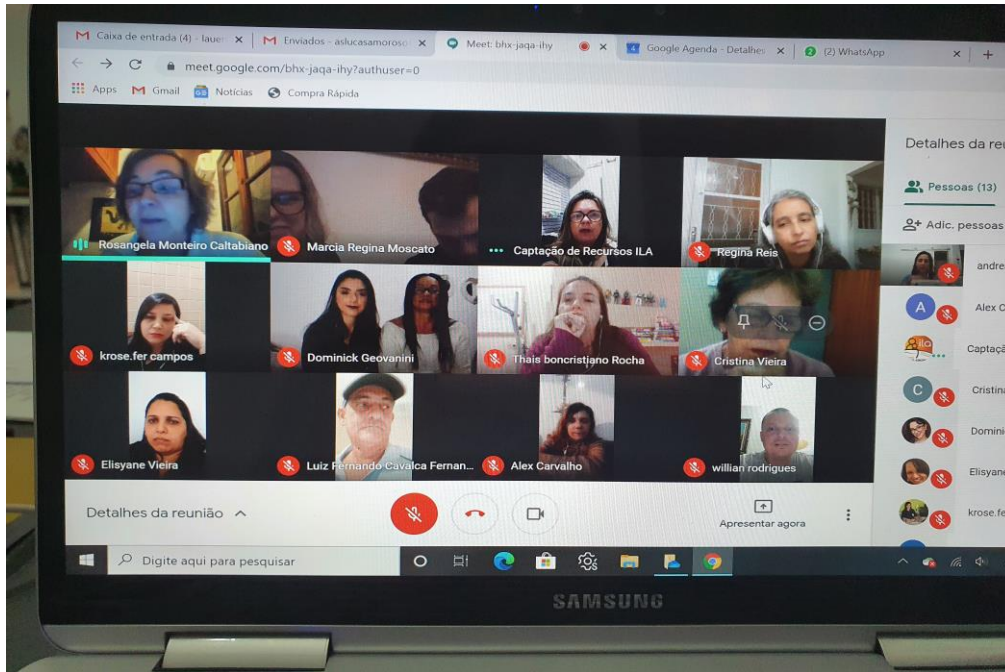 Caixa de entrada (4) - lauer
Enviados - aslucasamoroso
Meet: bhx-jaqa-ihy
4
Google Agenda - Detalhes
2
(2) WhatsApp
meet.google.com/bhx-jaqa-ihy?authuser=0
Apps
Gmail
Notícias
Compra Rápida
Detalhes da reu
Pessoas (13)
Adic. pessoas
Rosangela Monteiro Caltabiano
Marcia Regina Moscato
Captação de Recursos ILA
Regina Reis
krose.fer campos
Dominick Geovanini
Thais boncristiano Rocha
Cristina Vieira
Elisyane Vieira
Luiz Fernando Cavalca Fernan...
Alex Carvalho
willian rodrigues
andre
A
Alex C
ila
Captaçã
C
Cristina
Domini
Elisyane
krose.fe
Detalhes da reunião
Apresentar agora
Digite aqui para pesquisar
SAMSUNG